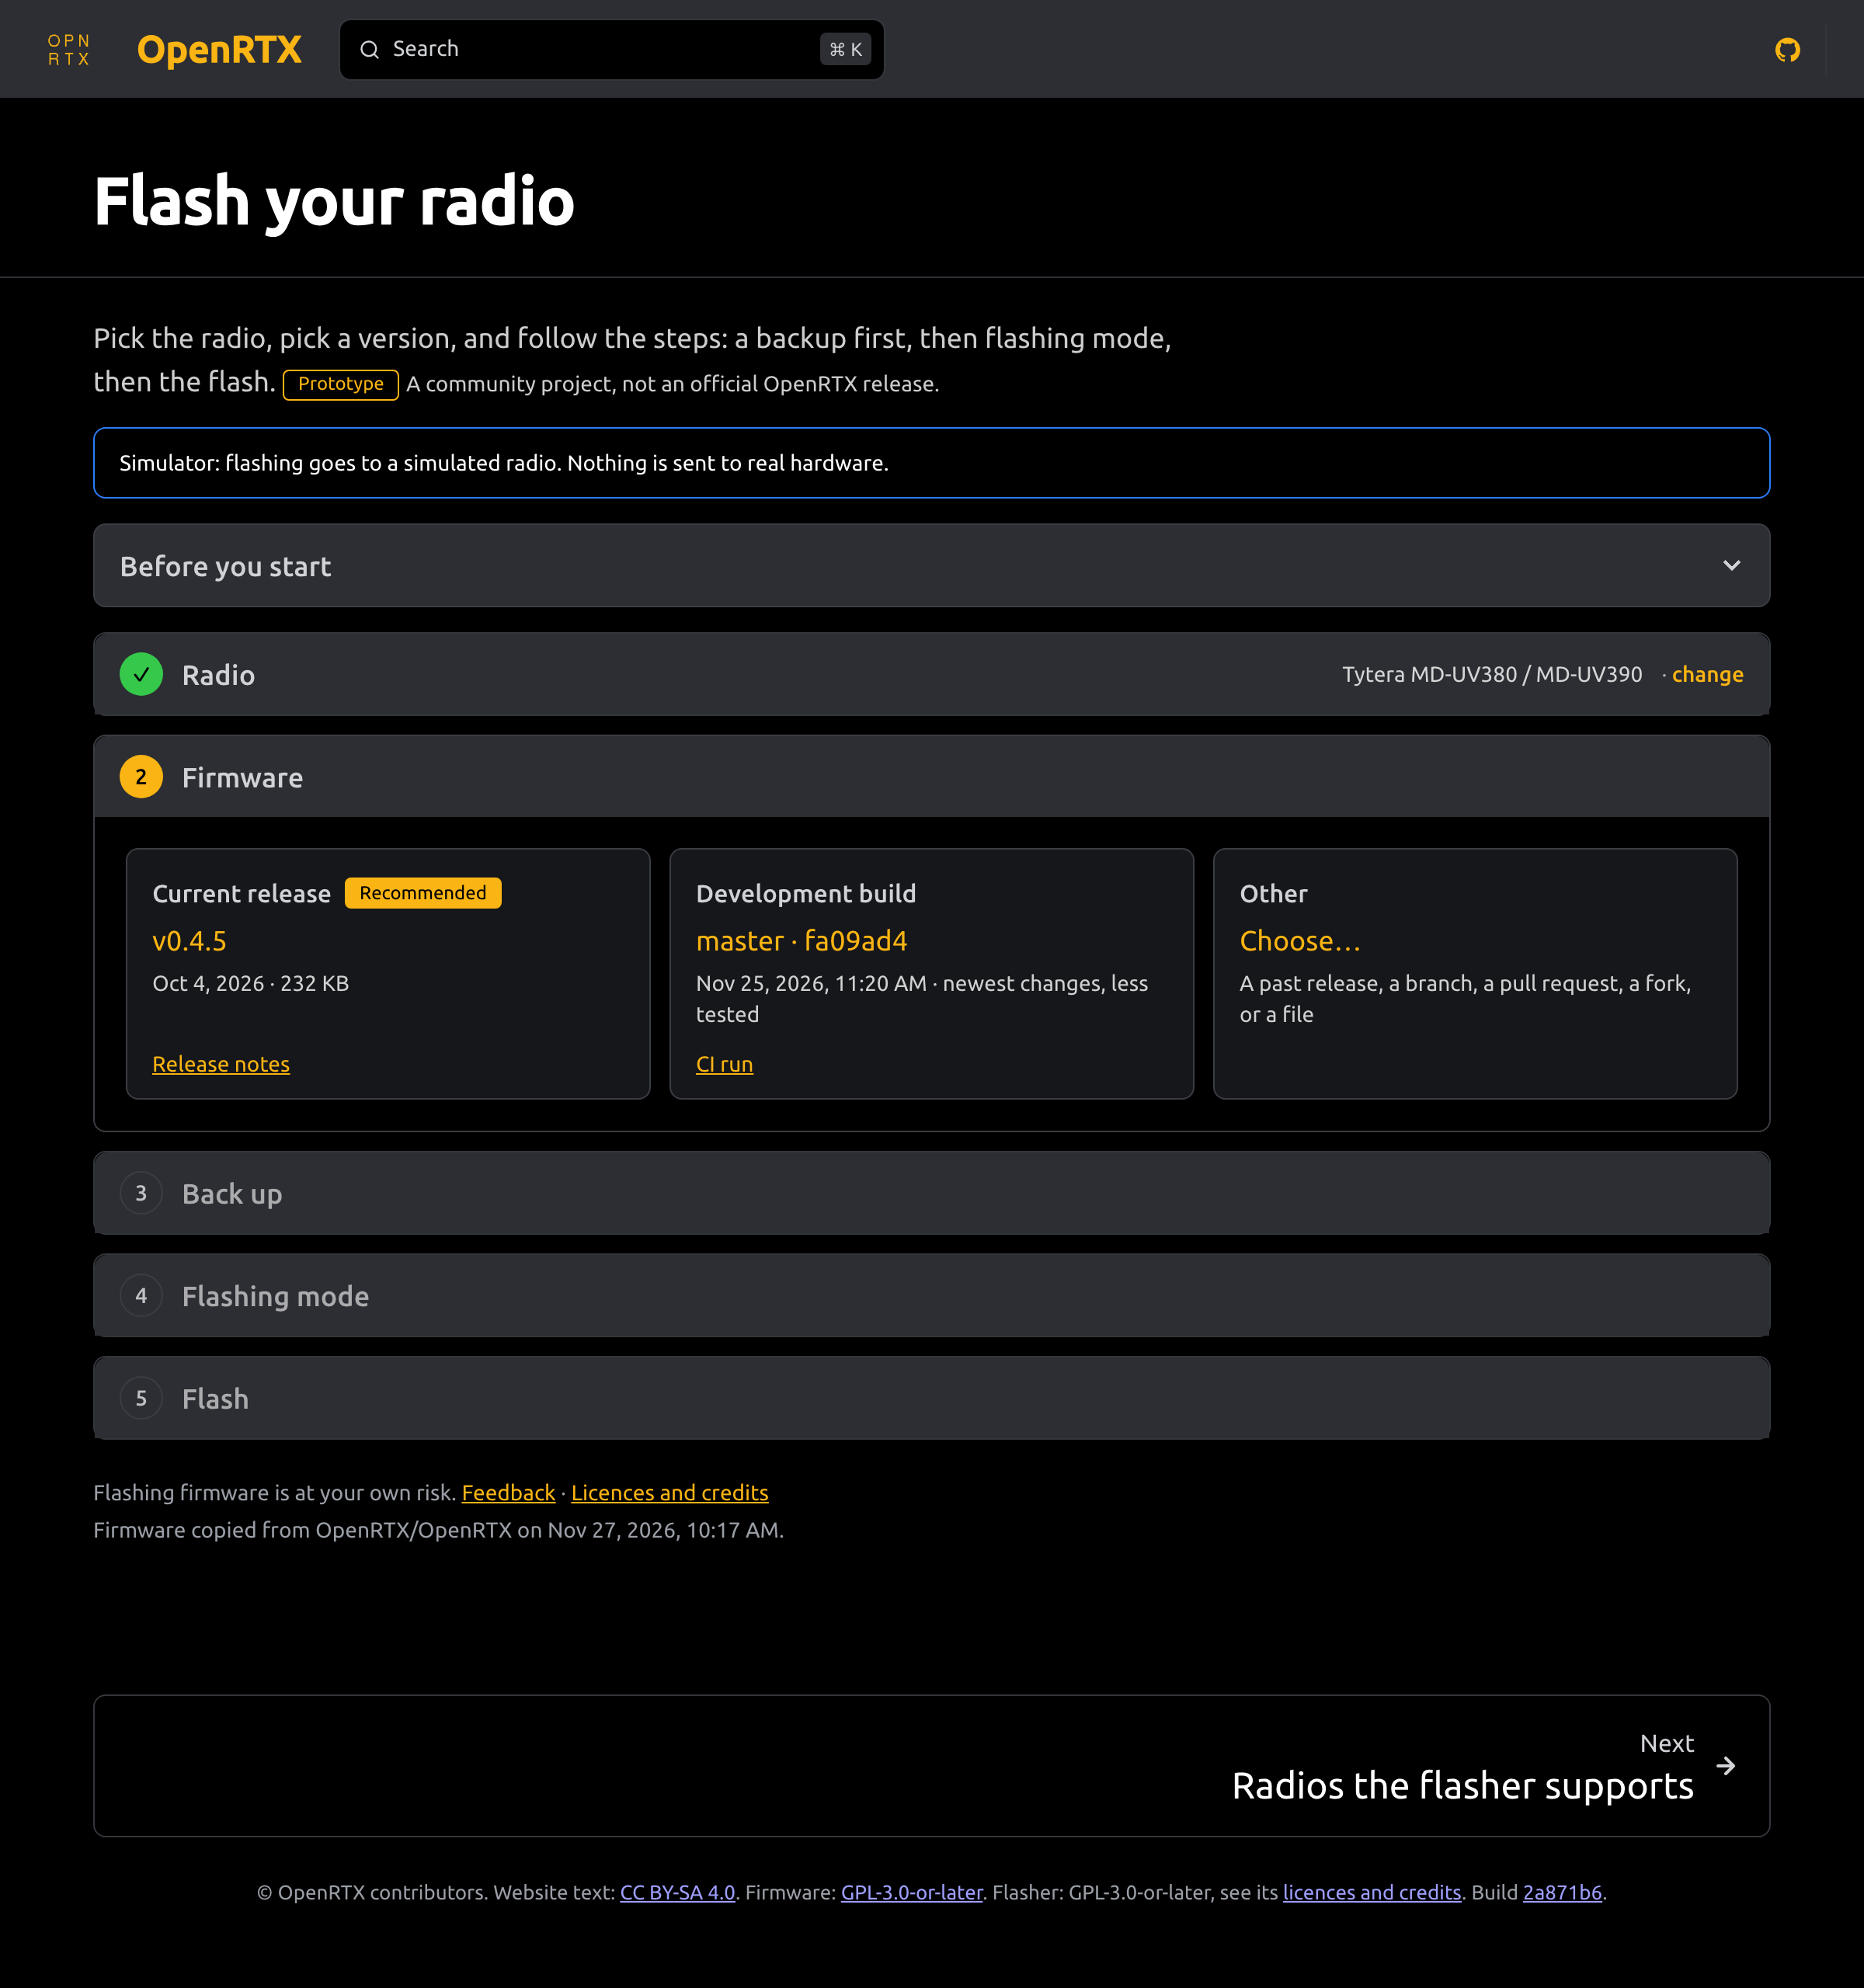 OPN
RTX
OpenRTX
Search
⌘ K
Flash your radio
Pick the radio, pick a version, and follow the steps: a backup first, then flashing mode,
then the flash. Prototype A community project, not an official OpenRTX release.
Simulator: flashing goes to a simulated radio. Nothing is sent to real hardware.
Before you start
Radio
Tytera MD-UV380 / MD-UV390 · change
2 Firmware
Current release Recommended
v0.4.5
Oct 4, 2026 · 232 KB
Release notes
Development build
master · fa09ad4
Nov 25, 2026, 11:20 AM · newest changes, less
tested
CI run
Other
Choose…
A past release, a branch, a pull request, a fork,
or a file
3 Back up
4 Flashing mode
5 Flash
Flashing firmware is at your own risk. Feedback · Licences and credits
Firmware copied from OpenRTX/OpenRTX on Nov 27, 2026, 10:17 AM.
Next
Radios the flasher supports
© OpenRTX contributors. Website text: CC BY-SA 4.0. Firmware: GPL-3.0-or-later. Flasher: GPL-3.0-or-later, see its licences and credits. Build 2a871b6.